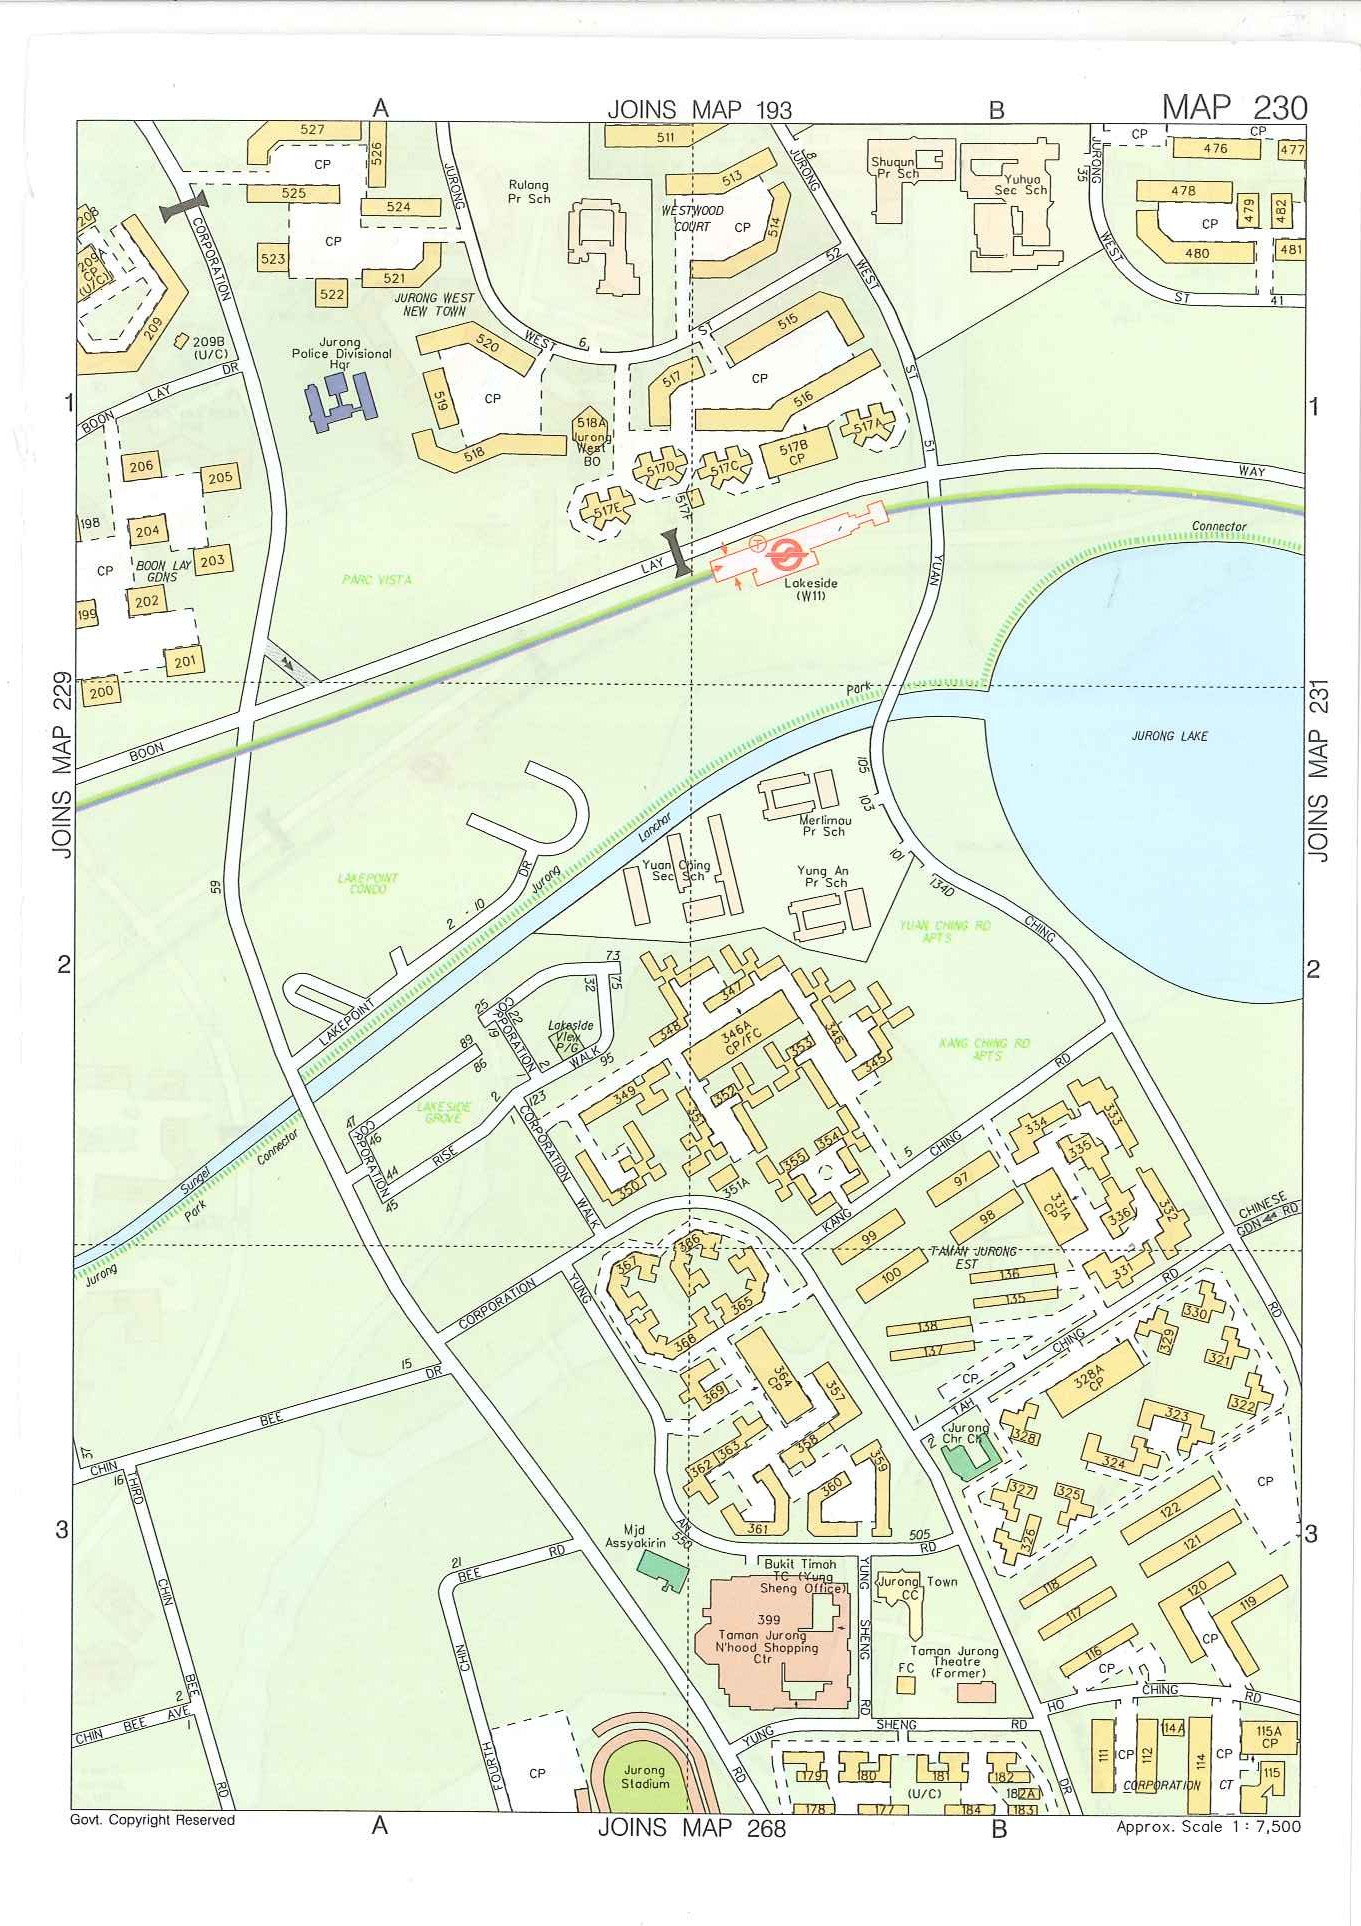 A
JOINS MAP 193
B
MAP 230
527
CP
526
525
524
CP
523
521
522
JURONG WEST
NEW TOWN
JURONG
Rulang
Pr Sch
511
513
WESTWOOD
COURT
CP
514
8
JURONG
Shuqun
Pr Sch
Yuhua
Sec Sch
JURONG
35
CP
CP
476
477
478
CP
479
482
480
481
WEST
ST
41
20B
209A
CP
(U/C)
209
209B
(U/C)
CORPORATION
Jurong
Police Divisional
Hqr
520
WEST
6
ST
52
WEST
519
CP
518
518A
Jurong
West
BO
515
517
CP
516
517A
517B
CP
517C
517D
517E
517F
ST
51
1
1
BOON LAY DR
206
205
198
204
CP
BOON LAY
GDNS
203
202
199
201
200
PARC VISTA
LAY
WAY
Connector
Lakeside
(W11)
YUAN
JOINS MAP 229
JOINS MAP 231
BOON
Park
JURONG LAKE
105
103
101
134D
Merlimau
Pr Sch
Lanchar
Yuan Ching
Sec Sch
Yung An
Pr Sch
59
LAKEPOINT
CONDO
DR
Jurong
2 - 10
LAKEPOINT
YUAN CHING RD
APTS
CHING
2
2
73
32
75
25
22
CORPORATION
19
Lakeside
View
P/G
2
WALK
95
89
86
LAKESIDE
GROVE
2
1
123
47
46
CORPORATION
44
45
RISE
CORPORATION
WALK
347
348
346A
CP/FC
353
346
345
KANG CHING RD
APTS
RD
349
352
351
350
351A
354
355
5
CHING
KANG
333
334
335
97
98
331A
CP
336
332
331
99
100
TAMAN JURONG
EST
136
135
138
137
CHINESE
GDN RD
RD
Sungei
Connector
Park
Jurong
366
367
365
368
YUNG
CORPORATION
RD
CHING
330
329
321
328A
CP
322
CP
TAH
2
Jurong
Chr Ch
328
323
324
364
CP
357
369
363
358
362
359
360
361
15
DR
BEE
37
CHIN
16
THIRD
CP
327
325
326
122
121
3
3
AN
550
505
RD
Mjd
Assyakirin
Bukit Timah
TC (Yung
Sheng Office)
YUNG
Jurong Town
CC
21
BEE
RD
118
117
120
119
116
CP
CP
399
Taman Jurong
N'hood Shopping
Ctr
SHENG
Taman Jurong
Theatre
(Former)
FC
CHIN
CHIN
BEE
2
CHIN BEE AVE
1
RD
FOURTH
HO
CHING
RD
YUNG
SHENG
RD
RD
RD
CP
Jurong
Stadium
179
180
181
182
(U/C)
182A
178
177
184
183
DR
111
CP
112
114A
114
CP
115A
CP
115
CORPORATION CT
Govt. Copyright Reserved
A
JOINS MAP 268
B
Approx. Scale 1 : 7,500